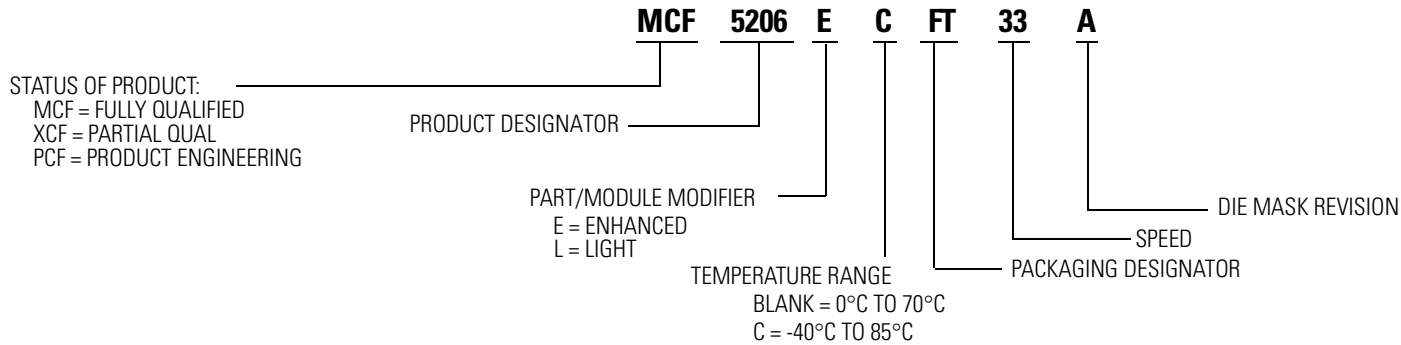 MCF 5206 E C FT 33 A
STATUS OF PRODUCT:
MCF = FULLY QUALIFIED
XCF = PARTIAL QUAL
PCF = PRODUCT ENGINEERING
PRODUCT DESIGNATOR
PART/MODULE MODIFIER
E = ENHANCED
L = LIGHT
TEMPERATURE RANGE
BLANK = 0°C TO 70°C
C = -40°C TO 85°C
PACKAGING DESIGNATOR
SPEED
DIE MASK REVISION